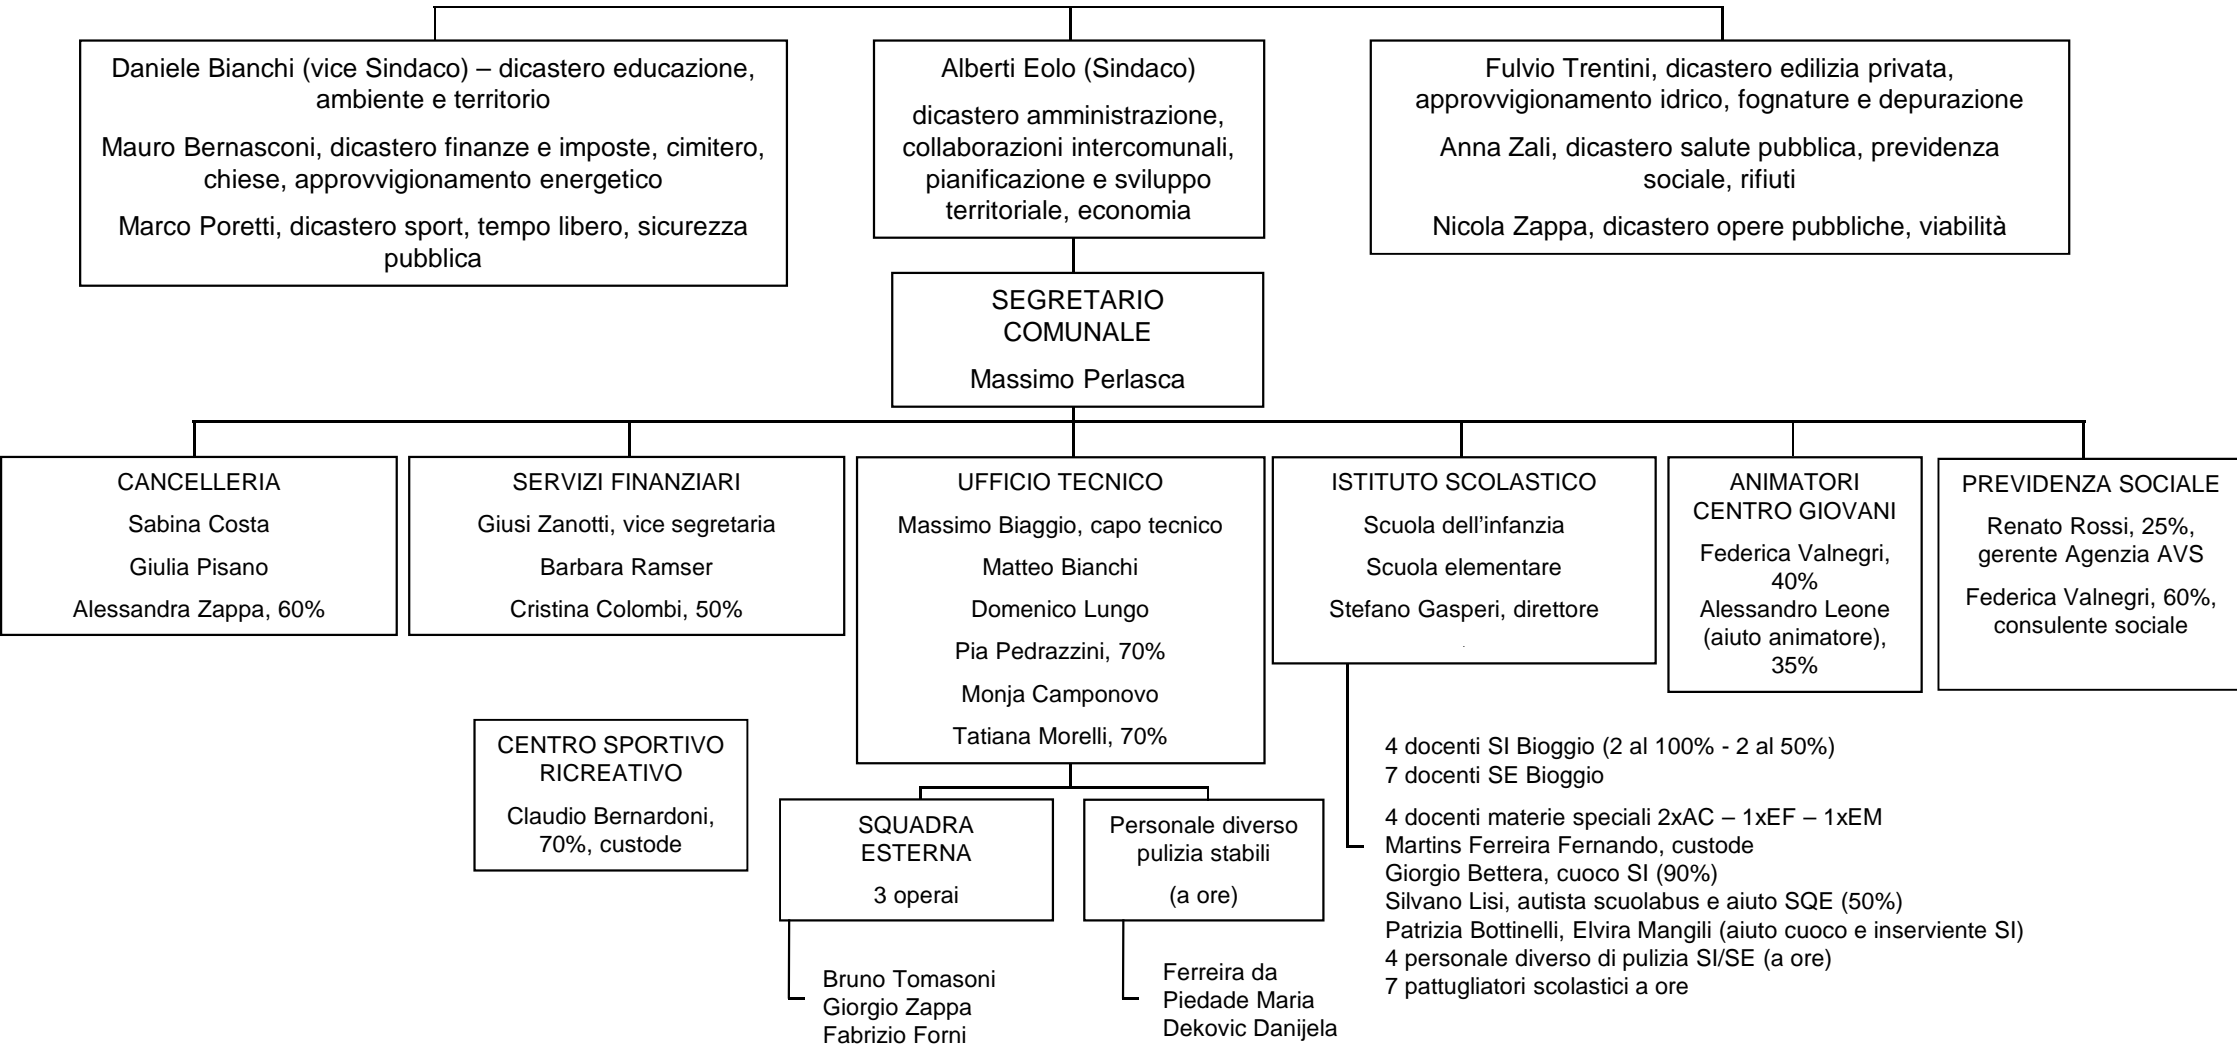 Daniele Bianchi (vice Sindaco) – dicastero educazione,
ambiente e territorio
Mauro Bernasconi, dicastero finanze e imposte, cimitero,
chiese, approvvigionamento energetico
Marco Poretti, dicastero sport, tempo libero, sicurezza
pubblica
Alberti Eolo (Sindaco)
dicastero amministrazione,
collaborazioni intercomunali,
pianificazione e sviluppo
territoriale, economia
Fulvio Trentini, dicastero edilizia privata,
approvvigionamento idrico, fognature e depurazione
Anna Zali, dicastero salute pubblica, previdenza
sociale, rifiuti
Nicola Zappa, dicastero opere pubbliche, viabilità
SEGRETARIO
COMUNALE
Massimo Perlasca
CANCELLERIA
Sabina Costa
Giulia Pisano
Alessandra Zappa, 60%
SERVIZI FINANZIARI
Giusi Zanotti, vice segretaria
Barbara Ramser
Cristina Colombi, 50%
UFFICIO TECNICO
Massimo Biaggio, capo tecnico
Matteo Bianchi
Domenico Lungo
Pia Pedrazzini, 70%
Monja Camponovo
Tatiana Morelli, 70%
ISTITUTO SCOLASTICO
Scuola dell’infanzia
Scuola elementare
Stefano Gasperi, direttore
.
ANIMATORI
CENTRO GIOVANI
Federica Valnegri,
40%
Alessandro Leone
(aiuto animatore),
35%
PREVIDENZA SOCIALE
Renato Rossi, 25%,
gerente Agenzia AVS
Federica Valnegri, 60%,
consulente sociale
CENTRO SPORTIVO
RICREATIVO
Claudio Bernardoni,
70%, custode
SQUADRA
ESTERNA
3 operai
Personale diverso
pulizia stabili
(a ore)
Bruno Tomasoni
Giorgio Zappa
Fabrizio Forni
Ferreira da
Piedade Maria
Dekovic Danijela
4 docenti SI Bioggio (2 al 100% - 2 al 50%)
7 docenti SE Bioggio
4 docenti materie speciali 2xAC – 1xEF – 1xEM
Martins Ferreira Fernando, custode
Giorgio Bettera, cuoco SI (90%)
Silvano Lisi, autista scuolabus e aiuto SQE (50%)
Patrizia Bottinelli, Elvira Mangili (aiuto cuoco e inserviente SI)
4 personale diverso di pulizia SI/SE (a ore)
7 pattugliatori scolastici a ore